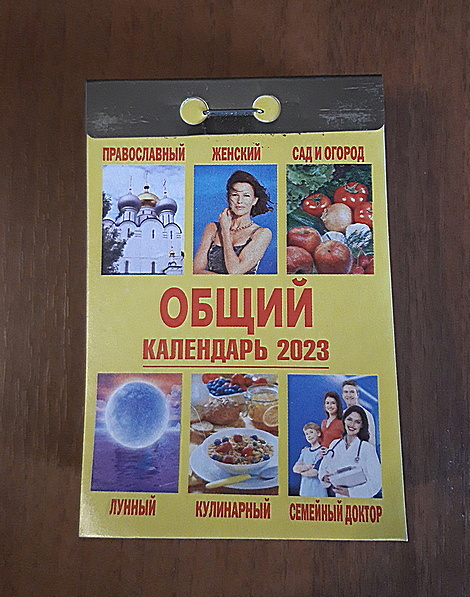 ПРАВОСЛАВНЫЙ ЖЕНСКИЙ САД И ОГОРОД
ОБЩИЙ
КАЛЕНДАРЬ 2023
ЛУННЫЙ КУЛИНАРНЫЙ СЕМЕЙНЫЙ ДОКТОР